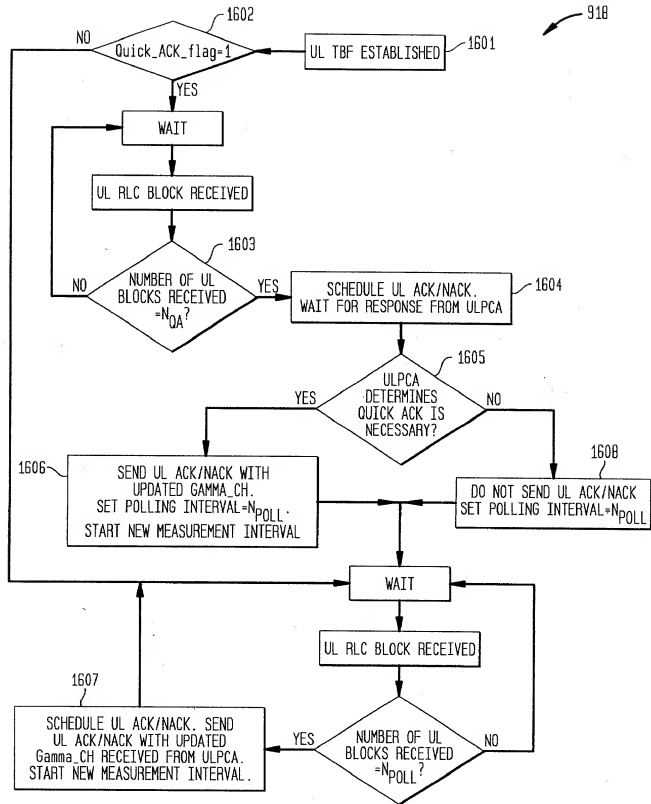 1602
918
NO
Quick_ACK_flag=1
UL TBF ESTABLISHED
1601
YES
WAIT
UL RLC BLOCK RECEIVED
1603
NO
NUMBER OF UL
BLOCKS RECEIVED
=NQA?
YES
SCHEDULE UL ACK/NACK.
WAIT FOR RESPONSE FROM ULPCA
1604
1605
YES
ULPCA
DETERMINES
QUICK ACK IS
NECESSARY?
NO
1606
SEND UL ACK/NACK WITH
UPDATED GAMMA_CH.
SET POLLING INTERVAL=NPOLL.
START NEW MEASUREMENT INTERVAL
1608
DO NOT SEND UL ACK/NACK
SET POLLING INTERVAL=NPOLL
WAIT
UL RLC BLOCK RECEIVED
1607
SCHEDULE UL ACK/NACK. SEND
UL ACK/NACK WITH UPDATED
Gamma_CH RECEIVED FROM ULPCA.
START NEW MEASUREMENT INTERVAL.
YES
NUMBER OF UL
BLOCKS RECEIVED
=NPOLL?
NO